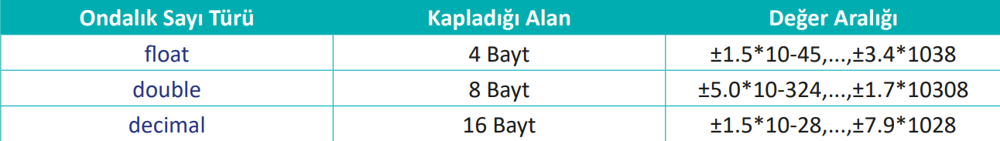 Ondalık Sayı Türü Kapladığı Alan Değer Aralığı
float 4 Bayt ±1.5*10-45,...,±3.4*1038
double 8 Bayt ±5.0*10-324,...,±1.7*10308
decimal 16 Bayt ±1.5*10-28,...,±7.9*1028